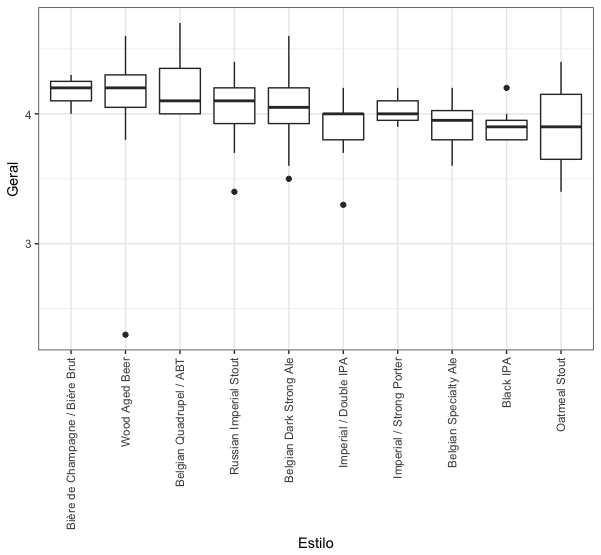 Geral
4
3
Bière de Champagne / Bière Brut
Wood Aged Beer
Belgian Quadrupel / ABT
Russian Imperial Stout
Belgian Dark Strong Ale
Imperial / Double IPA
Imperial / Strong Porter
Belgian Specialty Ale
Black IPA
Oatmeal Stout
Estilo